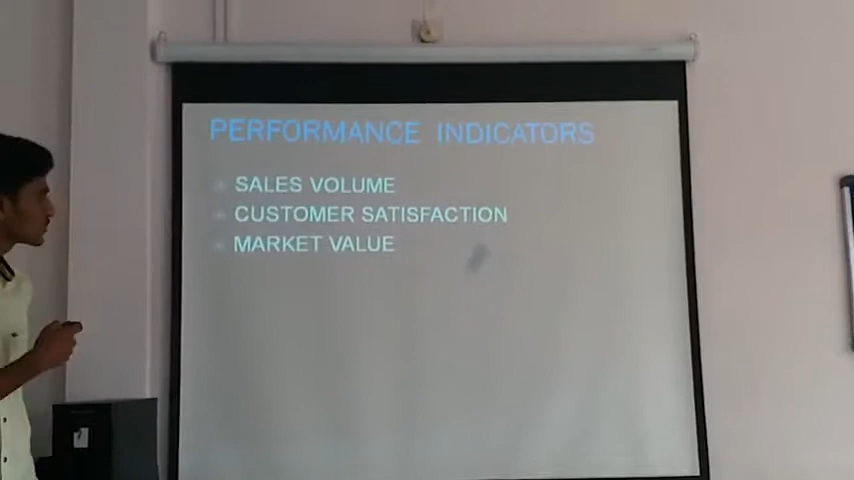 PERFORMANCE INDICATORS
SALES VOLUME
CUSTOMER SATISFACTION
MARKET VALUE